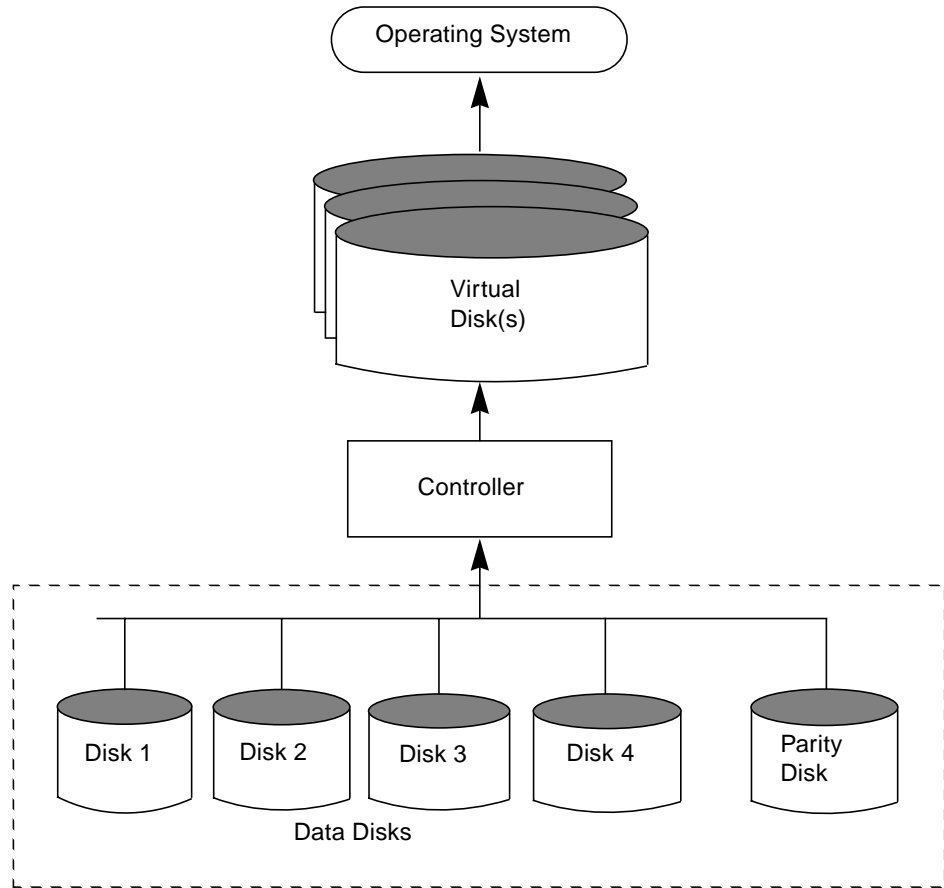 Operating System
Virtual
Disk(s)
Controller
Disk 1
Disk 2
Disk 3
Disk 4
Parity
Disk
Data Disks